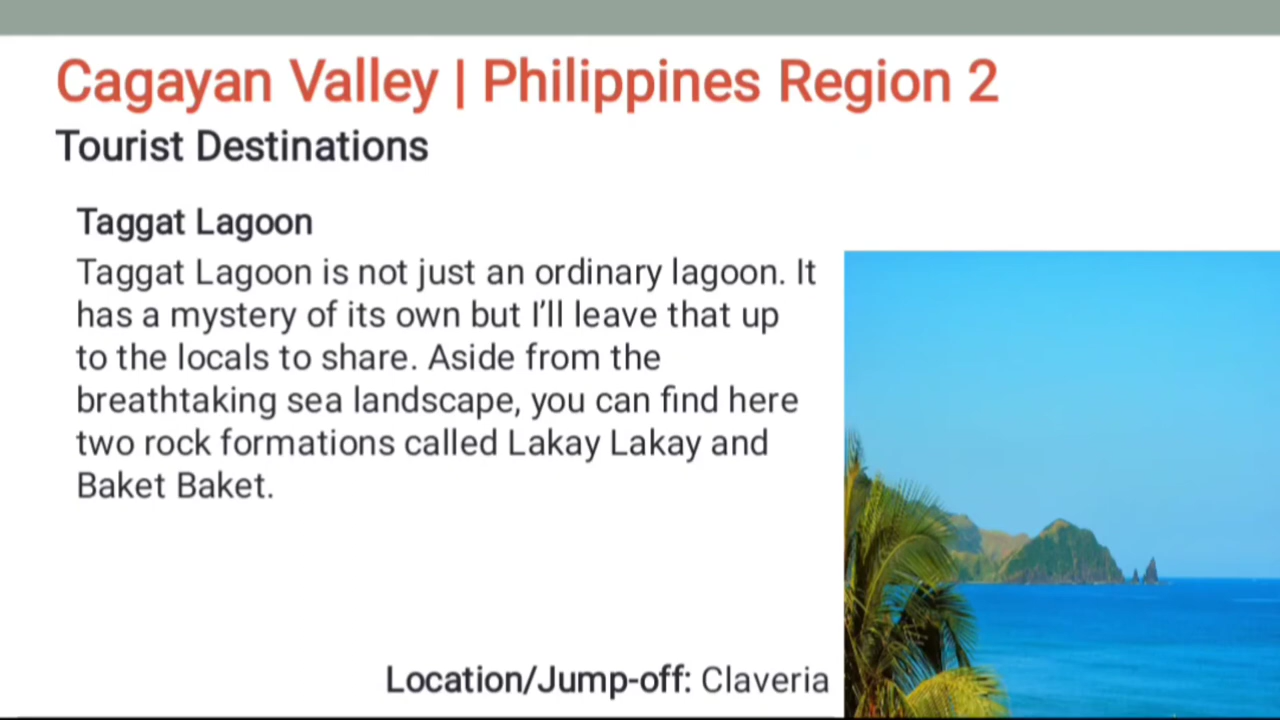 Cagayan Valley | Philippines Region 2
Tourist Destinations
Taggat Lagoon
Taggat Lagoon is not just an ordinary lagoon. It
has a mystery of its own but I’ll leave that up
to the locals to share. Aside from the
breathtaking sea landscape, you can find here
two rock formations called Lakay Lakay and
Baket Baket.
Location/Jump-off: Claveria